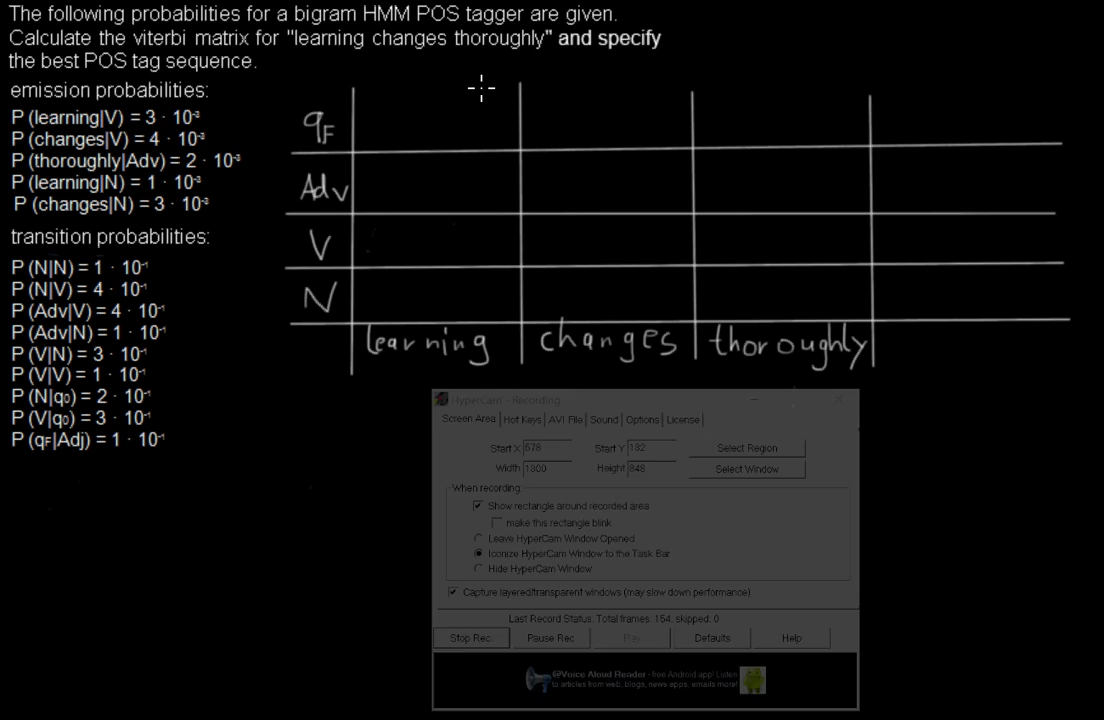 The following probabilities for a bigram HMM POS tagger are given.
Calculate the viterbi matrix for "learning changes thoroughly" and specify
the best POS tag sequence.
emission probabilities:
P (learning|V) = 3 · 10⁻³
P (changes|V) = 4 · 10⁻³
P (thoroughly|Adv) = 2 · 10⁻³
P (learning|N) = 1 · 10⁻³
P (changes|N) = 3 · 10⁻³
transition probabilities:
P (N|N) = 1 · 10⁻¹
P (N|V) = 4 · 10⁻¹
P (Adv|V) = 4 · 10⁻¹
P (Adv|N) = 1 · 10⁻¹
P (V|N) = 3 · 10⁻¹
P (V|V) = 1 · 10⁻¹
P (N|q₀) = 2 · 10⁻¹
P (V|q₀) = 3 · 10⁻¹
P (qF|Adj) = 1 · 10⁻¹
qF
Adv
V
N
learning changes thoroughly
HyperCam - Recording
Screen Area Hot Keys AVI File Sound Options License
Start X 578 Start Y 132 Select Region
Width 1300 Height 848 Select Window
When recording:
Show rectangle around recorded area
make this rectangle blink
Leave HyperCam Window Opened
Iconize HyperCam Window to the Task Bar
Hide HyperCam Window
Capture layered/transparent windows (may slow down performance)
Last Record Status: Total frames: 154, skipped: 0
Stop Rec. Pause Rec Play Defaults Help
@Voice Aloud Reader - free Android app! Listen
to articles from web, blogs, news apps, emails more!